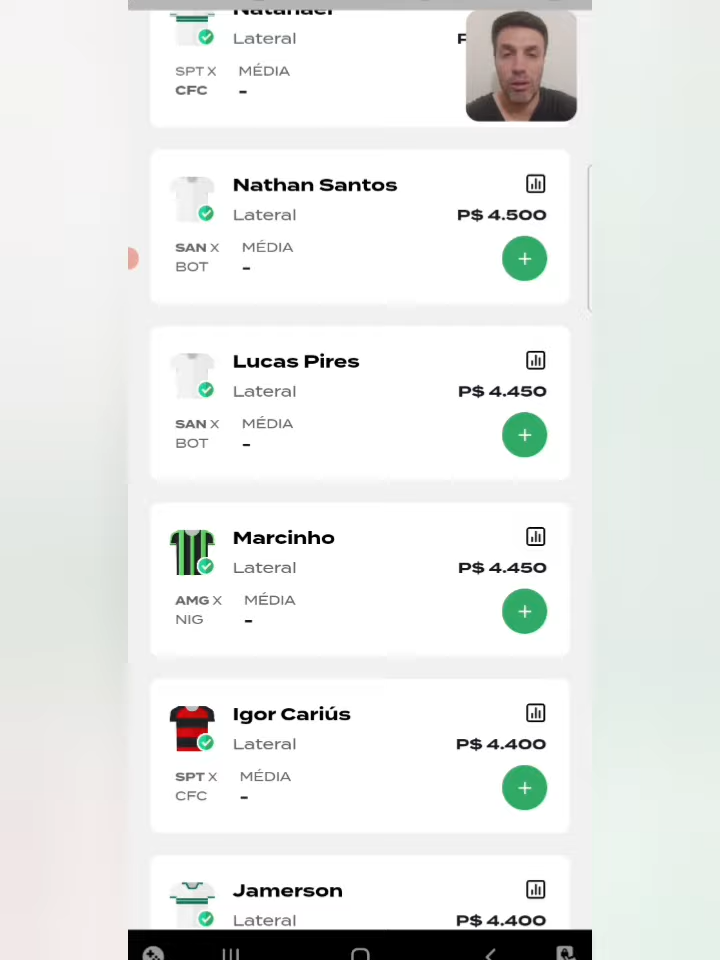 Natanael
Lateral
SPT X MÉDIA
CFC -
Nathan Santos
Lateral P$ 4.500
SAN X MÉDIA
BOT -
Lucas Pires
Lateral P$ 4.450
SAN X MÉDIA
BOT -
Marcinho
Lateral P$ 4.450
AMG X MÉDIA
NIG -
Igor Cariús
Lateral P$ 4.400
SPT X MÉDIA
CFC -
Jamerson
Lateral P$ 4.400